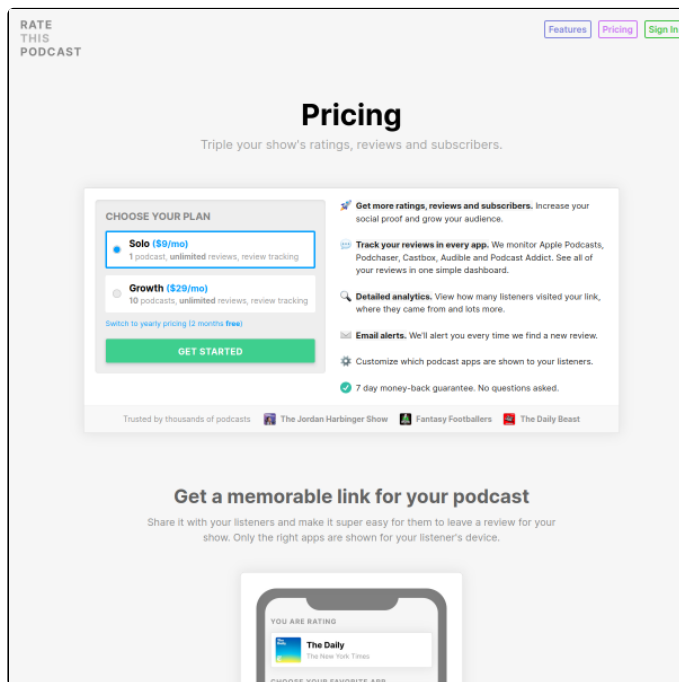 RATE
THIS
PODCAST
Features Pricing Sign In
Pricing
Triple your show's ratings, reviews and subscribers.
CHOOSE YOUR PLAN
Solo ($9/mo)
1 podcast, unlimited reviews, review tracking
Growth ($29/mo)
10 podcasts, unlimited reviews, review tracking
Switch to yearly pricing (2 months free)
GET STARTED
Get more ratings, reviews and subscribers. Increase your
social proof and grow your audience.
Track your reviews in every app. We monitor Apple Podcasts,
Podchaser, Castbox, Audible and Podcast Addict. See all of
your reviews in one simple dashboard.
Detailed analytics. View how many listeners visited your link,
where they came from and lots more.
Email alerts. We'll alert you every time we find a new review.
Customize which podcast apps are shown to your listeners.
7 day money-back guarantee. No questions asked.
Trusted by thousands of podcasts The Jordan Harbinger Show Fantasy Footballers The Daily Beast
Get a memorable link for your podcast
Share it with your listeners and make it super easy for them to leave a review for your
show. Only the right apps are shown for your listener's device.
YOU ARE RATING
The Daily
The New York Times
CHOOSE YOUR FAVORITE APP